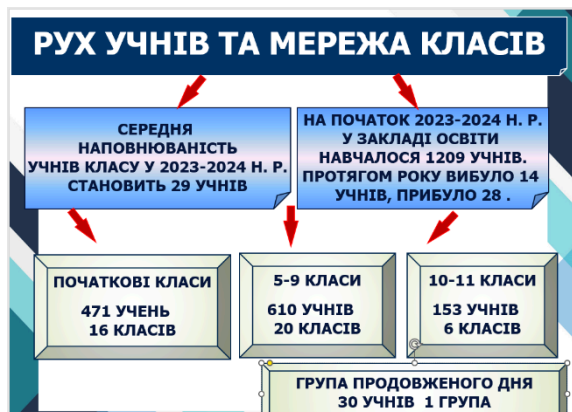 РУХ УЧНІВ ТА МЕРЕЖА КЛАСІВ
СЕРЕДНЯ
НАПОВНЮВАНІСТЬ
УЧНІВ КЛАСУ У 2023-2024 Н. Р.
СТАНОВИТЬ 29 УЧНІВ
НА ПОЧАТОК 2023-2024 Н. Р.
У ЗАКЛАДІ ОСВІТИ
НАВЧАЛОСЯ 1209 УЧНІВ.
ПРОТЯГОМ РОКУ ВИБУЛО 14
УЧНІВ, ПРИБУЛО 28 .
ПОЧАТКОВІ КЛАСИ
471 УЧЕНЬ
16 КЛАСІВ
5-9 КЛАСИ
610 УЧНІВ
20 КЛАСІВ
10-11 КЛАСИ
153 УЧНІВ
6 КЛАСІВ
ГРУПА ПРОДОВЖЕНОГО ДНЯ
30 УЧНІВ 1 ГРУПА